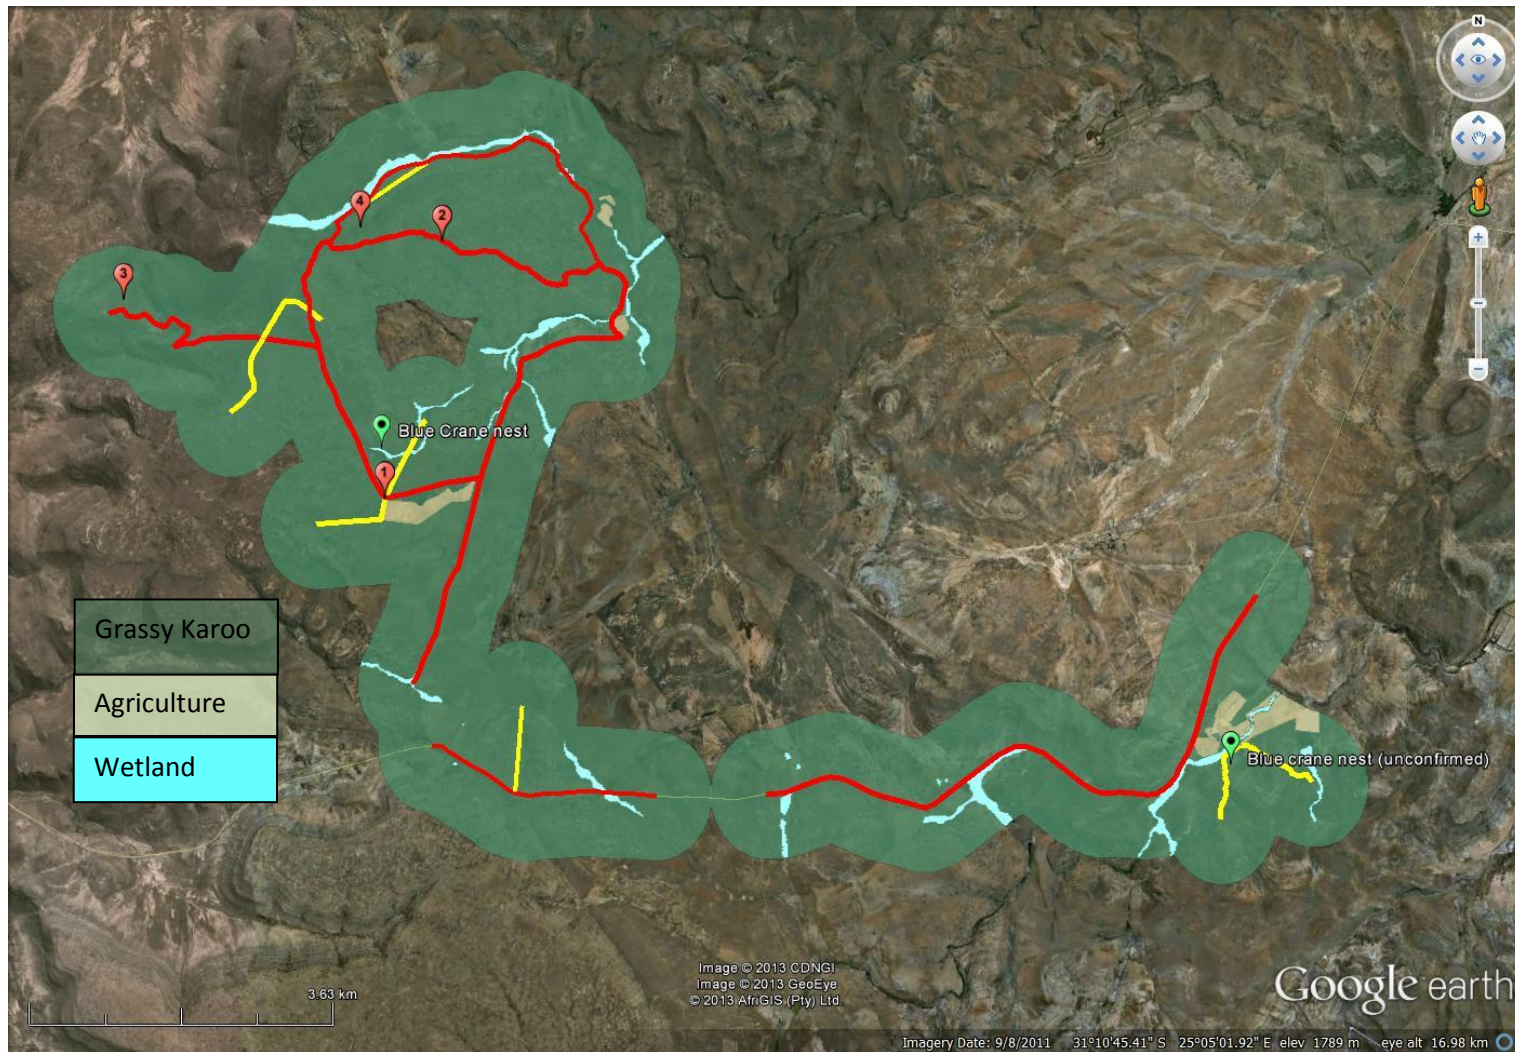 N
4
2
3
Blue Crane nest
1
Grassy Karoo
Agriculture
Wetland
Blue crane nest (unconfirmed)
3.63 km
Image © 2013 CDNGI
Image © 2013 GeoEye
© 2013 AfriGIS (Pty) Ltd.
Google earth
Imagery Date: 9/8/2011 31°10'45.41" S 25°05'01.92" E elev 1789 m eye alt 16.98 km